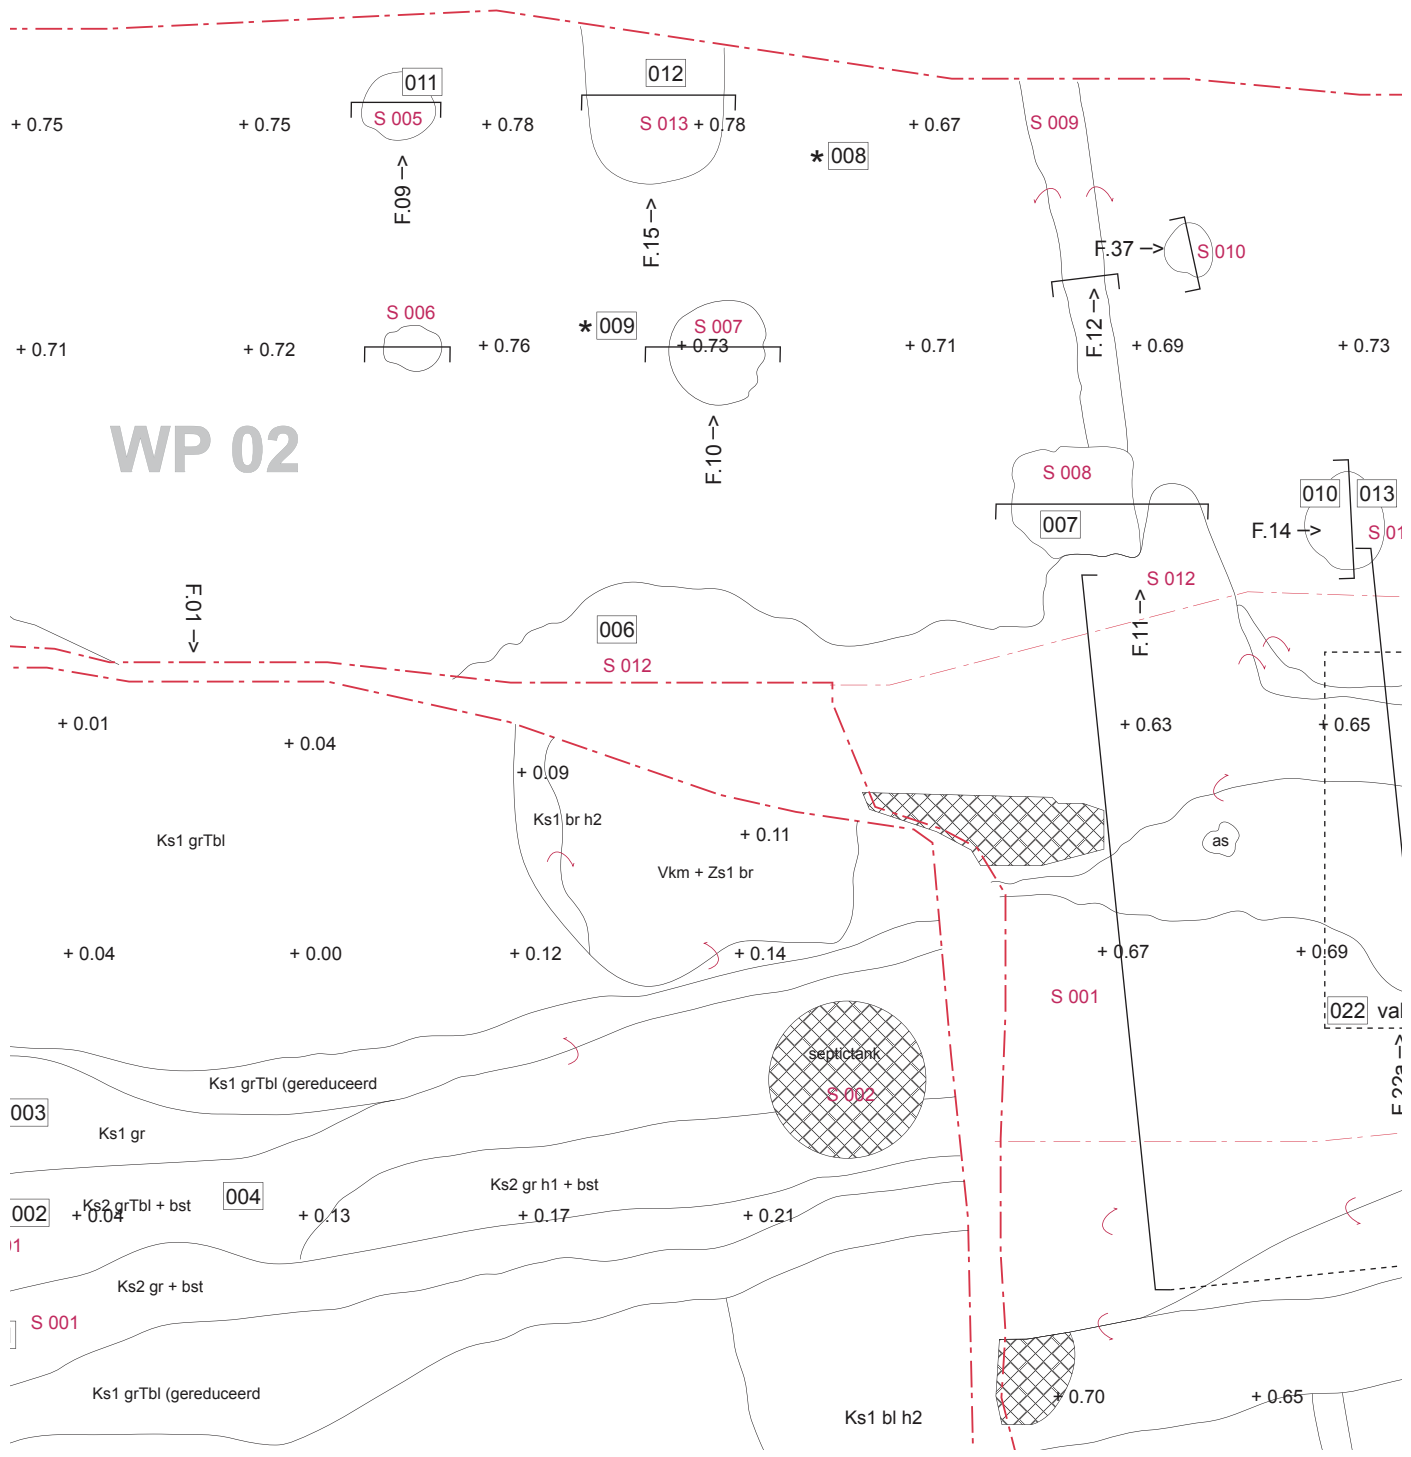 011
012
S 005
S 013
+ 0.75
+ 0.75
+ 0.78
+ 0.78
+ 0.67
S 009
* 008
F.09 -->
F.15 -->
F.37 -->
S 010
S 006
* 009
S 007
F.12 -->
+ 0.71
+ 0.72
+ 0.76
+ 0.73
+ 0.71
+ 0.69
+ 0.73
WP 02
F.10 -->
S 008
007
010
013
F.14 -->
S 01
S 012
F.01 -->
F.11 -->
006
S 012
+ 0.01
+ 0.04
+ 0.63
+ 0.65
+ 0.09
Ks1 br h2
+ 0.11
Ks1 grTbl
Vkm + Zs1 br
as
+ 0.04
+ 0.00
+ 0.12
+ 0.14
+ 0.67
+ 0.69
S 001
022 val
septictank
S 002
F.22a -->
Ks1 grTbl (gereduceerd
003
Ks1 gr
Ks2 gr h1 + bst
004
Ks2 grTbl + bst
002
+ 0.04
+ 0.13
+ 0.17
+ 0.21
01
Ks2 gr + bst
S 001
Ks1 grTbl (gereduceerd
+ 0.70
+ 0.65
Ks1 bl h2